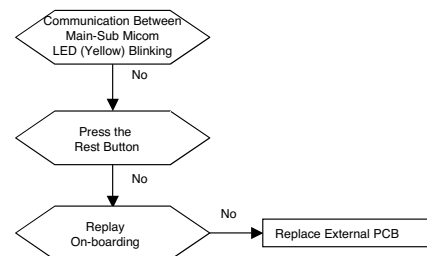 Communication Between
Main-Sub Micom
LED (Yellow) Blinking
No
Press the
Rest Button
No
Replay
On-boarding
No
Replace External PCB